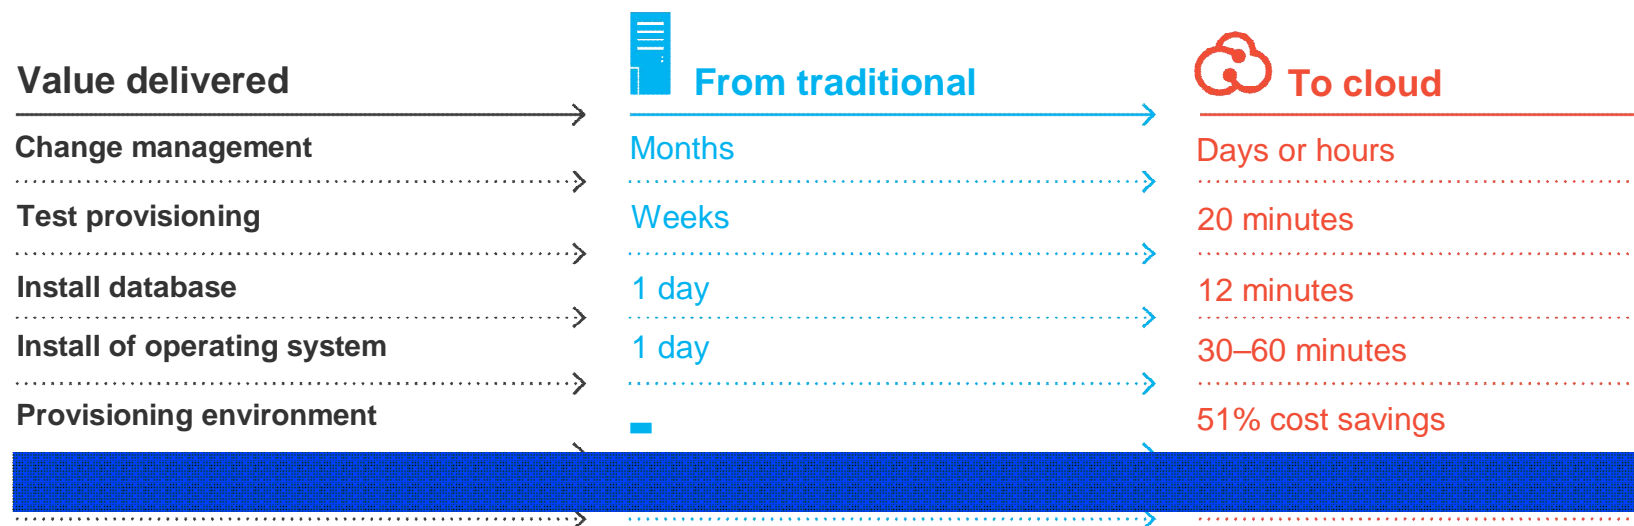 Value delivered From traditional To cloud
Change management Months Days or hours
Test provisioning Weeks 20 minutes
Install database 1 day 12 minutes
Install of operating system 1 day 30–60 minutes
Provisioning environment - 51% cost savings